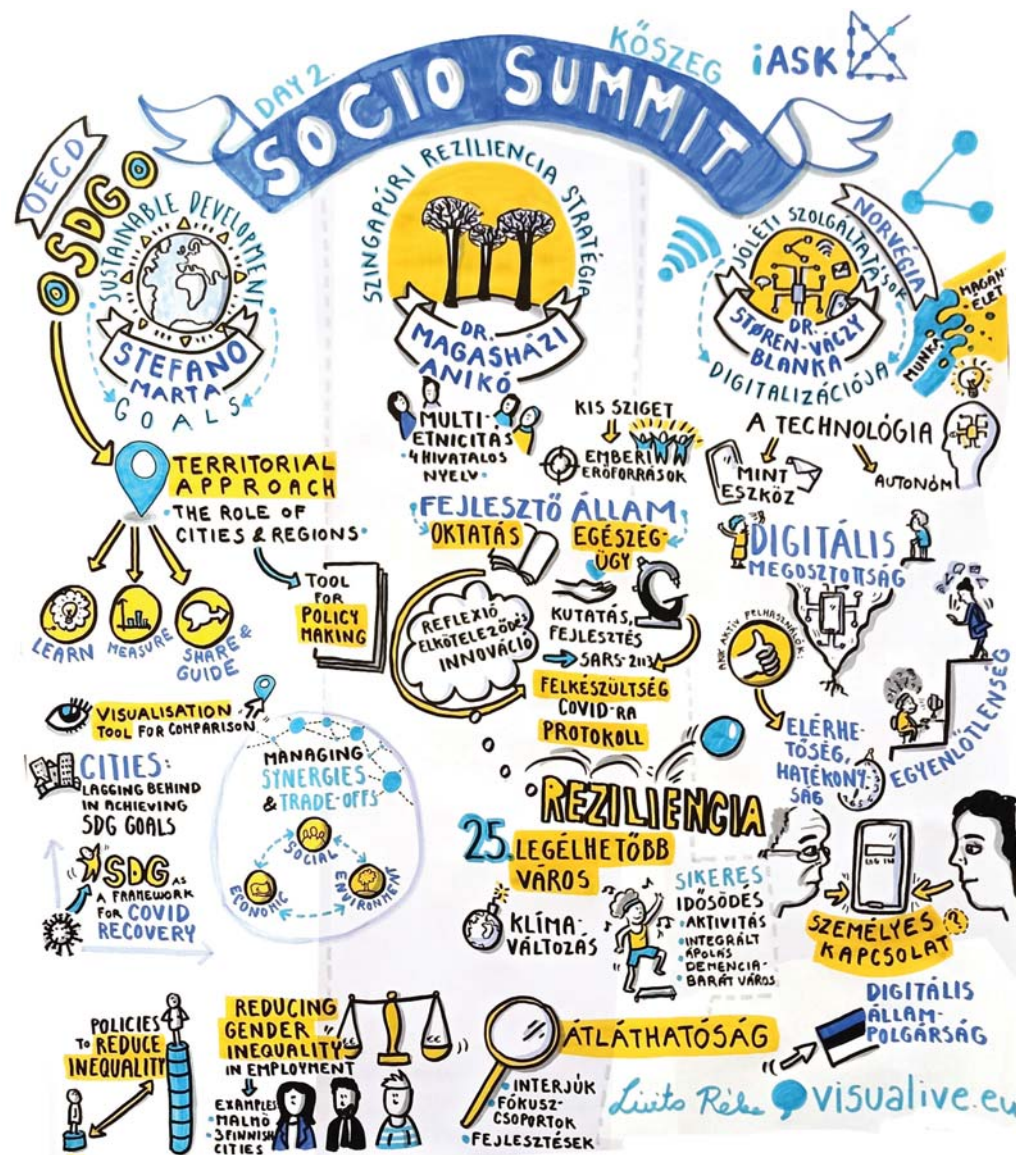 DAY 2.
KŐSZEG
iASK
SOCIO SUMMIT
OECD
SDG
SUSTAINABLE DEVELOPMENT
STEFANO
MARTA
GOALS
TERRITORIAL
APPROACH
• THE ROLE OF
CITIES & REGIONS •
LEARN
MEASURE
SHARE &
GUIDE
TOOL
FOR
POLICY
MAKING
VISUALISATION
TOOL FOR COMPARISON
CITIES:
LAGGING BEHIND
IN ACHIEVING
SDG GOALS
SDG AS
A FRAMEWORK
FOR COVID
RECOVERY
MANAGING
SYNERGIES
& TRADE-OFFS
SOCIAL
ECONOMIC
ENVIRONMENT
POLICIES
TO REDUCE
INEQUALITY
REDUCING
GENDER
INEQUALITY
IN EMPLOYMENT
EXAMPLES
• MALMÖ
• 3 FINNISH
CITIES
SZINGAPÚRI REZILIENCIA STRATÉGIA
DR.
MAGASHÁZI
ANIKÓ
MULTI-
ETNICITÁS
• 4 HIVATALOS
NYELV •
KIS SZIGET
EMBERI
ERŐFORRÁSOK
FEJLESZTŐ ÁLLAM
OKTATÁS
EGÉSZSÉG-
ÜGY
REFLEXIÓ
ELKÖTELEZŐDÉS
INNOVÁCIÓ
KUTATÁS,
FEJLESZTÉS
SARS-2113
FELKÉSZÜLTSÉG
COVID-RA
PROTOKOLL
REZILIENCIA
25. LEGÉLHETŐBB
VÁROS
KLÍMA-
VÁLTOZÁS
SIKERES
IDŐSÖDÉS
• AKTIVITÁS
• INTEGRÁLT
ÁPOLÁS
• DEMENCIA-
BARÁT VÁROS
ÁTLÁTHATÓSÁG
• INTERJÚK
• FÓKUSZ-
CSOPORTOK
• FEJLESZTÉSEK
JÓLÉTI SZOLGÁLTATÁSOK
DR.
STØREN-VÁCZY
BLANKA
DIGITALIZÁCIÓJA
NORVÉGIA
MAGÁN-
ÉLET
MUNKA
A TECHNOLÓGIA
MINT
ESZKÖZ
AUTONÓM
DIGITÁLIS
MEGOSZTOTTSÁG
AKIK AKTÍV FELHASZNÁLÓK:
ELÉRHE-
TŐSÉG,
HATÉKONY-
SÁG
EGYENLŐTLENSÉG
LOG IN
SZEMÉLYES
KAPCSOLAT ?
DIGITÁLIS
ÁLLAM-
POLGÁRSÁG
Réka
visualive.eu